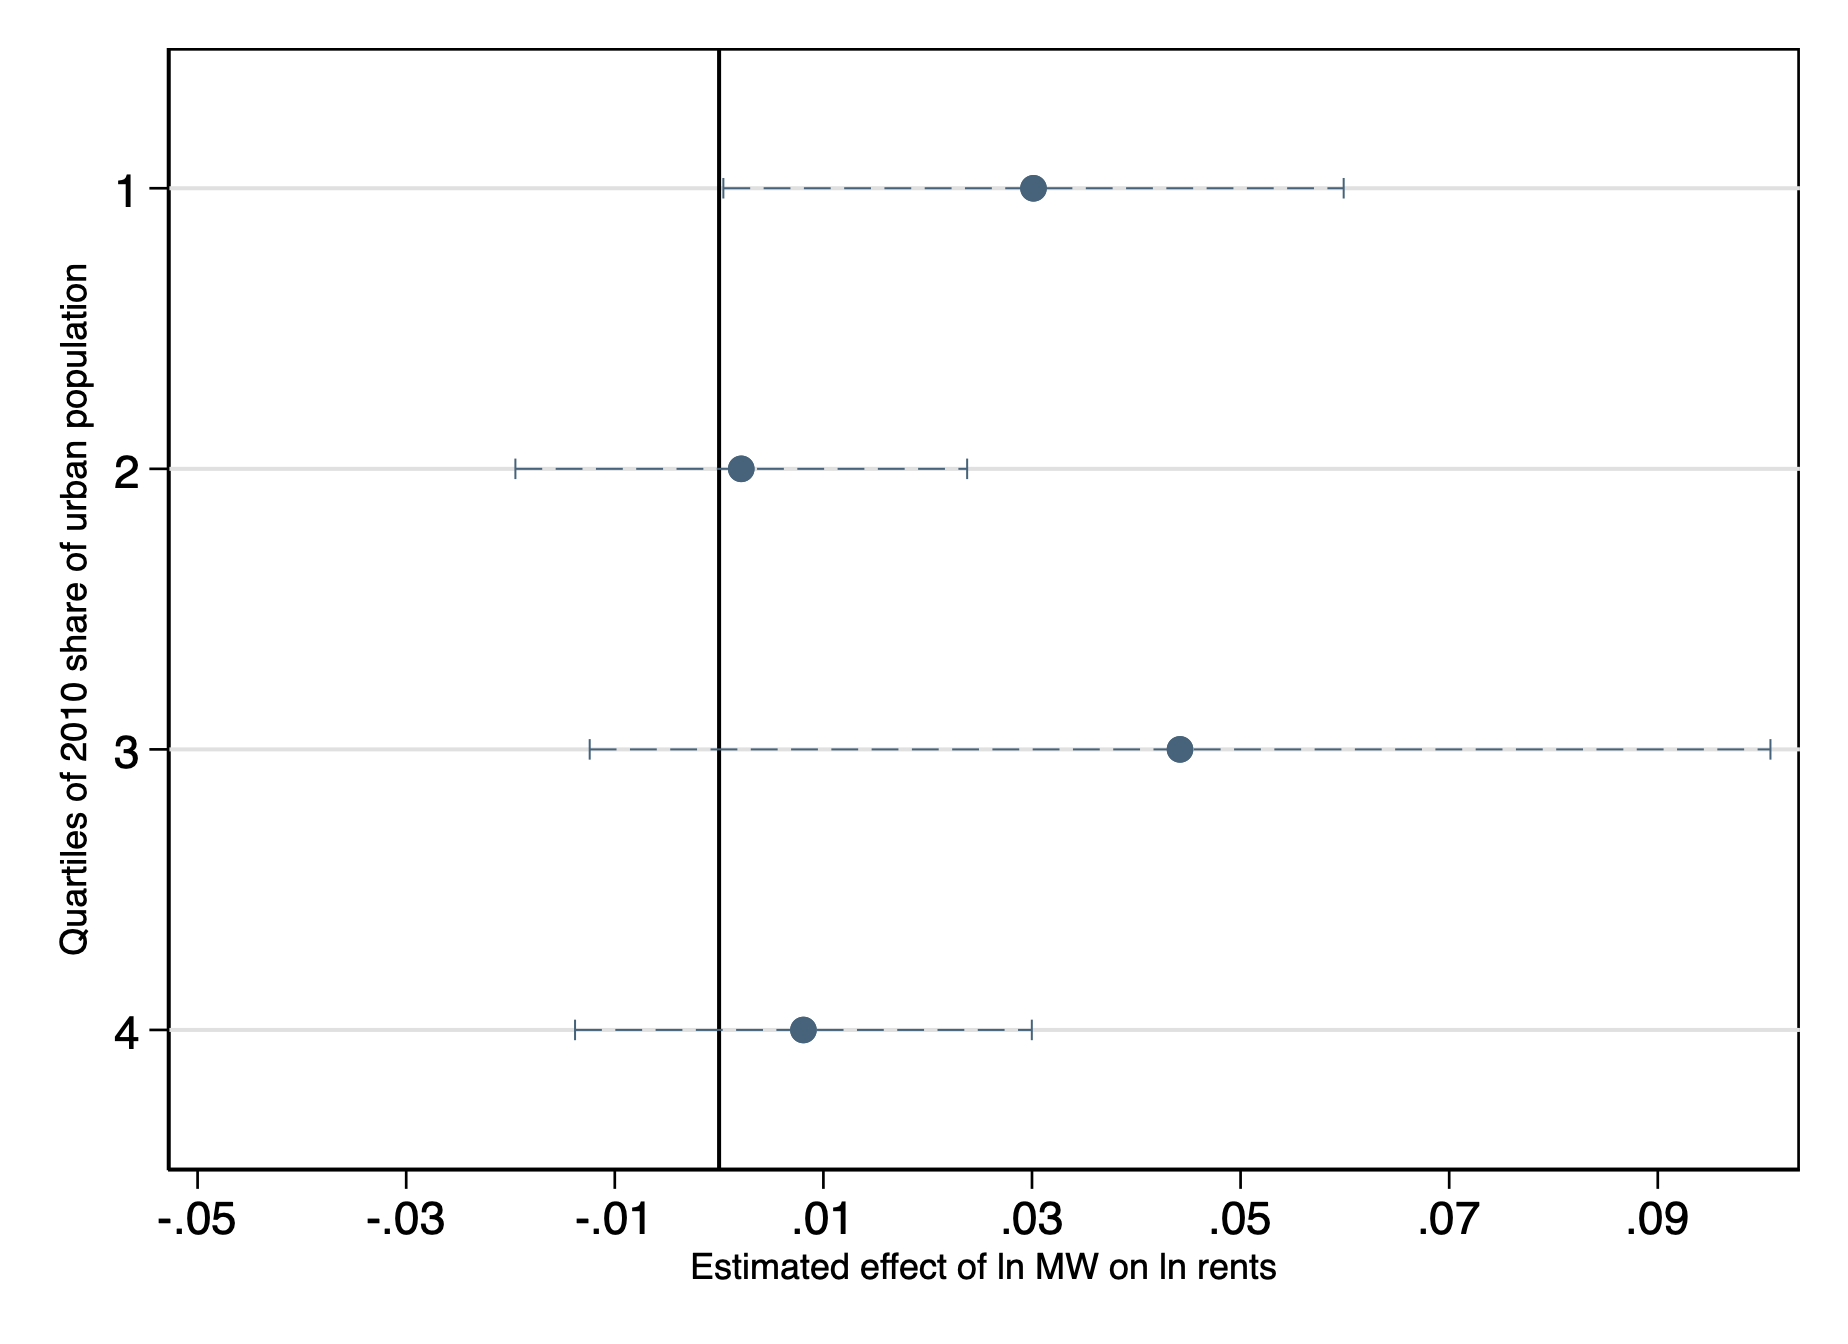 Quartiles of 2010 share of urban population
1
2
3
4
-.05 -.03 -.01 .01 .03 .05 .07 .09
Estimated effect of ln MW on ln rents